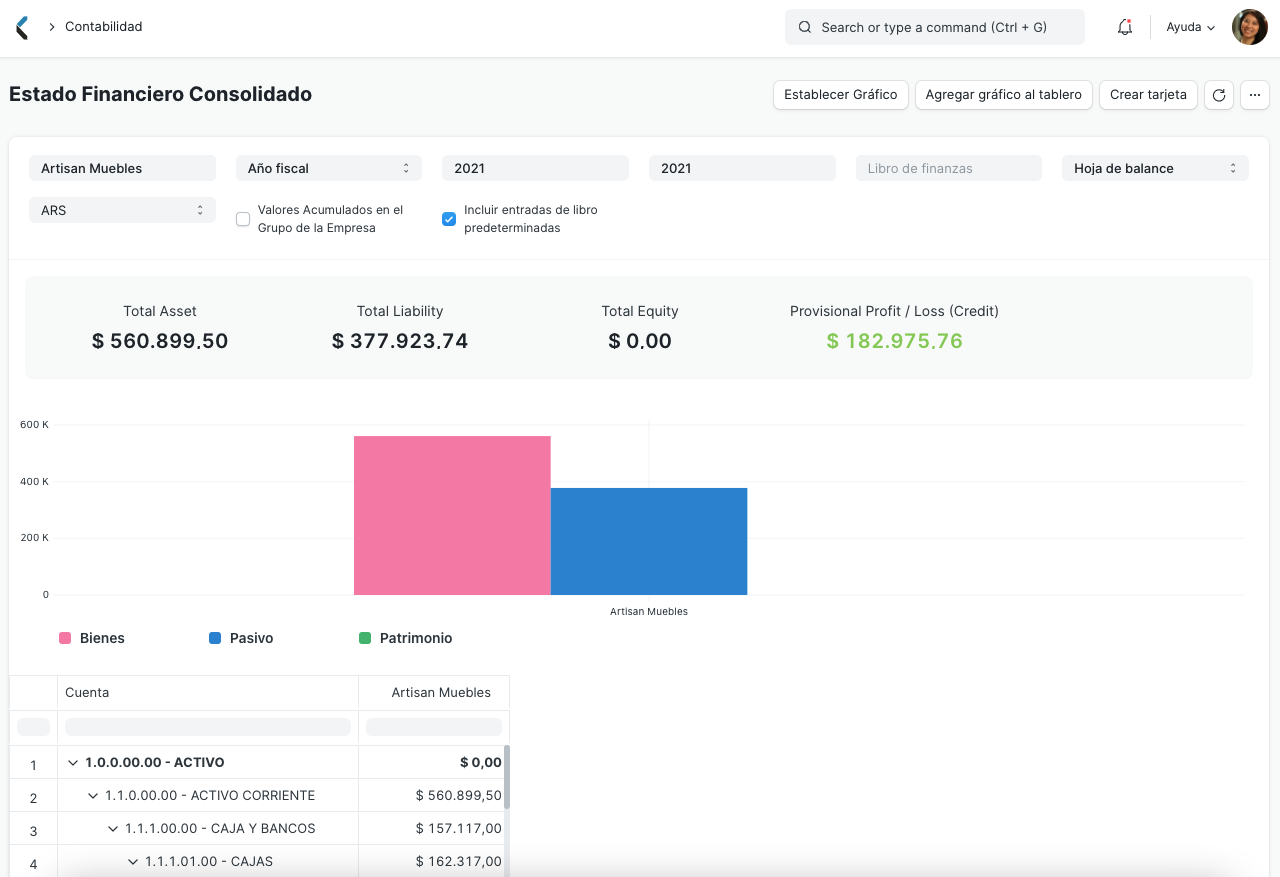 Contabilidad
Search or type a command (Ctrl + G)
Ayuda
Estado Financiero Consolidado
Establecer Gráfico
Agregar gráfico al tablero
Crear tarjeta
Artisan Muebles
Año fiscal
2021
2021
Libro de finanzas
Hoja de balance
ARS
Valores Acumulados en el
Grupo de la Empresa
Incluir entradas de libro
predeterminadas
Total Asset
$ 560.899,50
Total Liability
$ 377.923,74
Total Equity
$ 0,00
Provisional Profit / Loss (Credit)
$ 182.975,76
600 K
400 K
200 K
0
Artisan Muebles
Bienes
Pasivo
Patrimonio
Cuenta
Artisan Muebles
1
1.0.0.00.00 - ACTIVO
$ 0,00
2
1.1.0.00.00 - ACTIVO CORRIENTE
$ 560.899,50
3
1.1.1.00.00 - CAJA Y BANCOS
$ 157.117,00
4
1.1.1.01.00 - CAJAS
$ 162.317,00